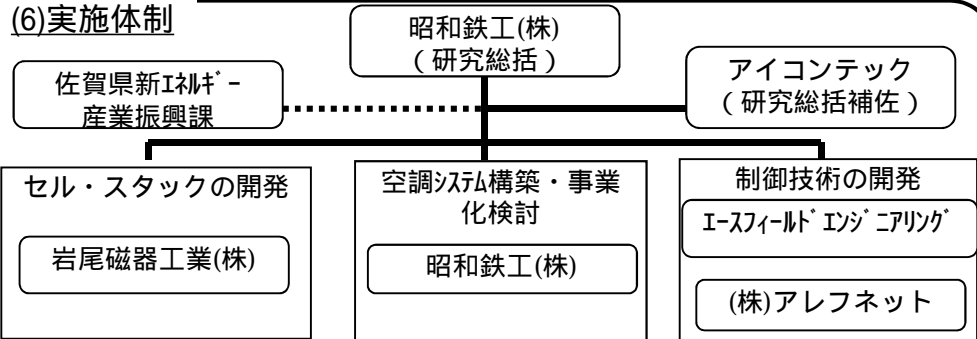 (6)実施体制
昭和鉄工(株)
（研究総括）
佐賀県新ｴﾈﾙｷﾞｰ
産業振興課
アイコンテック
（研究総括補佐）
セル・スタックの開発
岩尾磁器工業(株)
空調ｼｽﾃﾑ構築・事業
化検討
昭和鉄工(株)
制御技術の開発
ｴｰｽﾌｨｰﾙﾄﾞｴﾝｼﾞﾆｱﾘﾝｸﾞ
(株)アレフネット